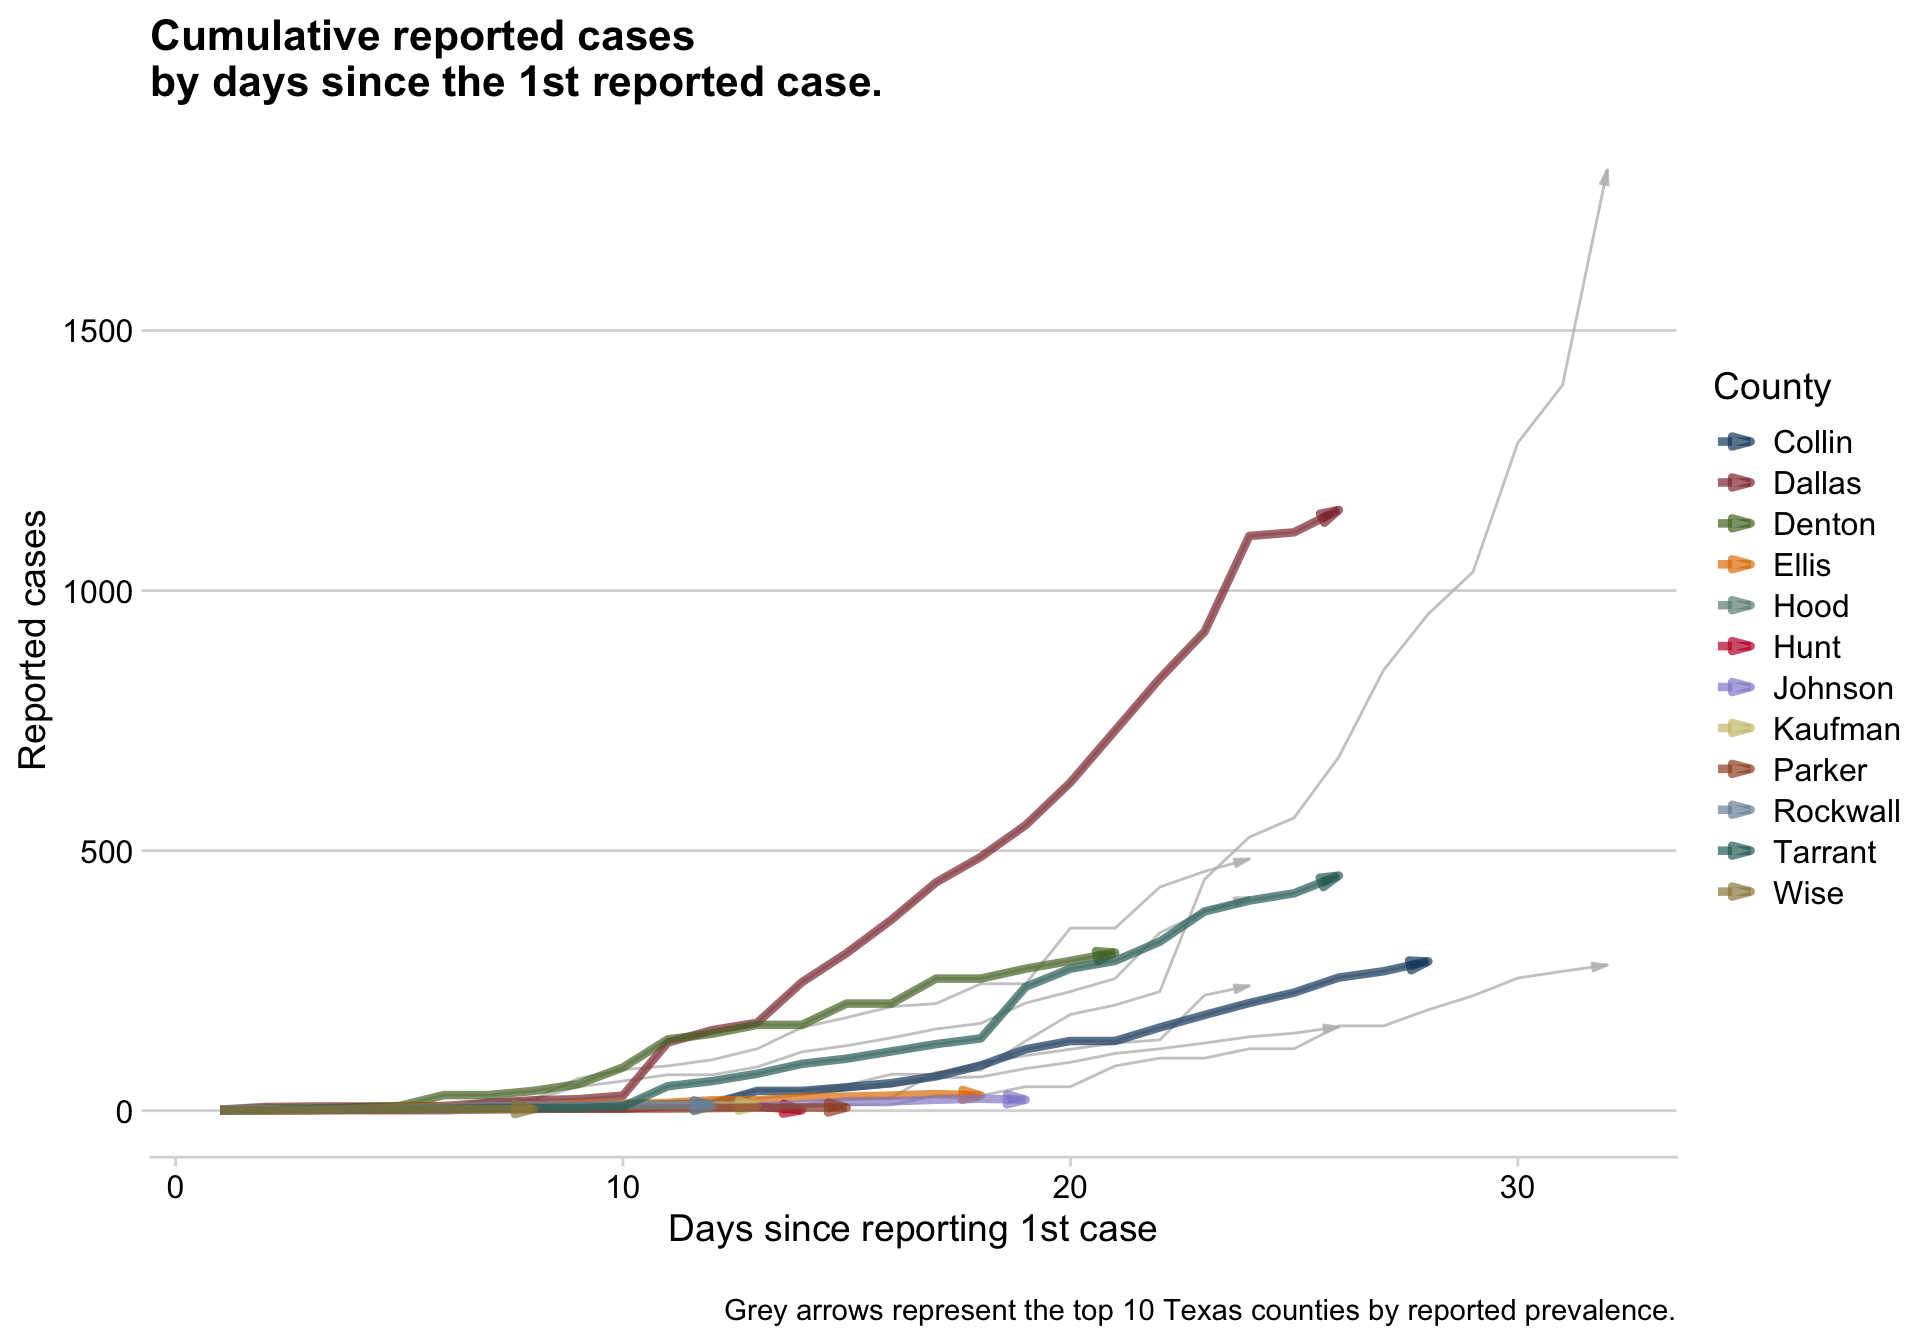 Cumulative reported cases
by days since the 1st reported case.
1500
1000
500
0
Reported cases
0 10 20 30
Days since reporting 1st case
County
Collin
Dallas
Denton
Ellis
Hood
Hunt
Johnson
Kaufman
Parker
Rockwall
Tarrant
Wise
Grey arrows represent the top 10 Texas counties by reported prevalence.